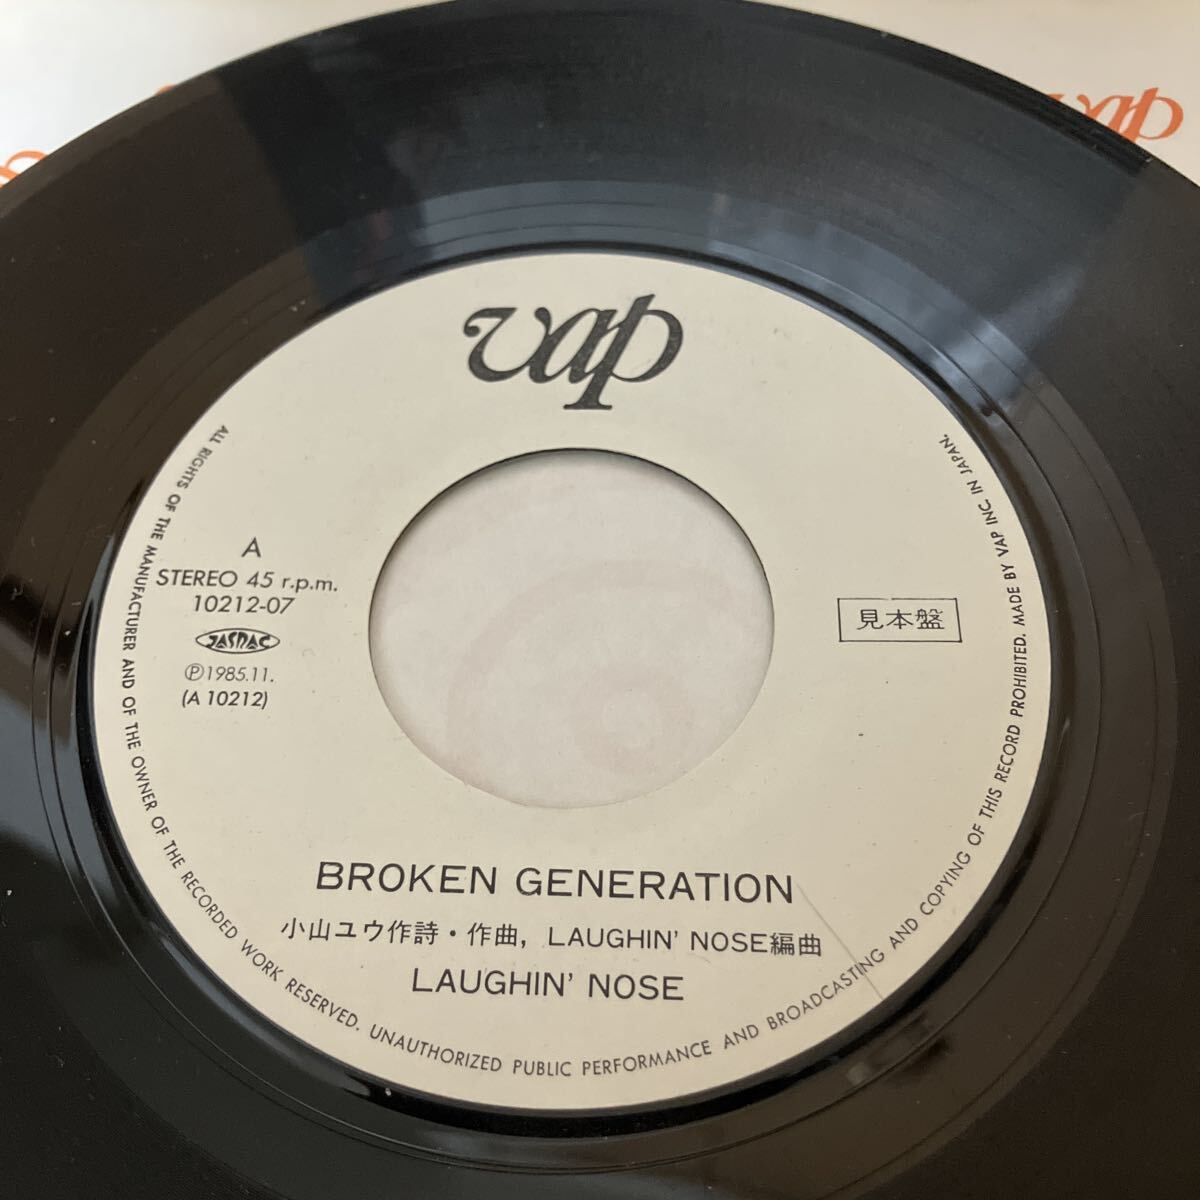 vap
vap
A
STEREO 45 r.p.m.
10212-07
JASRAC
Ⓟ1985.11.
(A 10212)
見本盤
BROKEN GENERATION
小山ユウ作詩・作曲, LAUGHIN' NOSE編曲
LAUGHIN' NOSE
ALL RIGHTS OF THE MANUFACTURER AND OF THE OWNER OF THE RECORDED WORK RESERVED. UNAUTHORIZED PUBLIC PERFORMANCE AND BROADCASTING AND COPYING OF THIS RECORD PROHIBITED. MADE BY VAP INC. IN JAPAN.